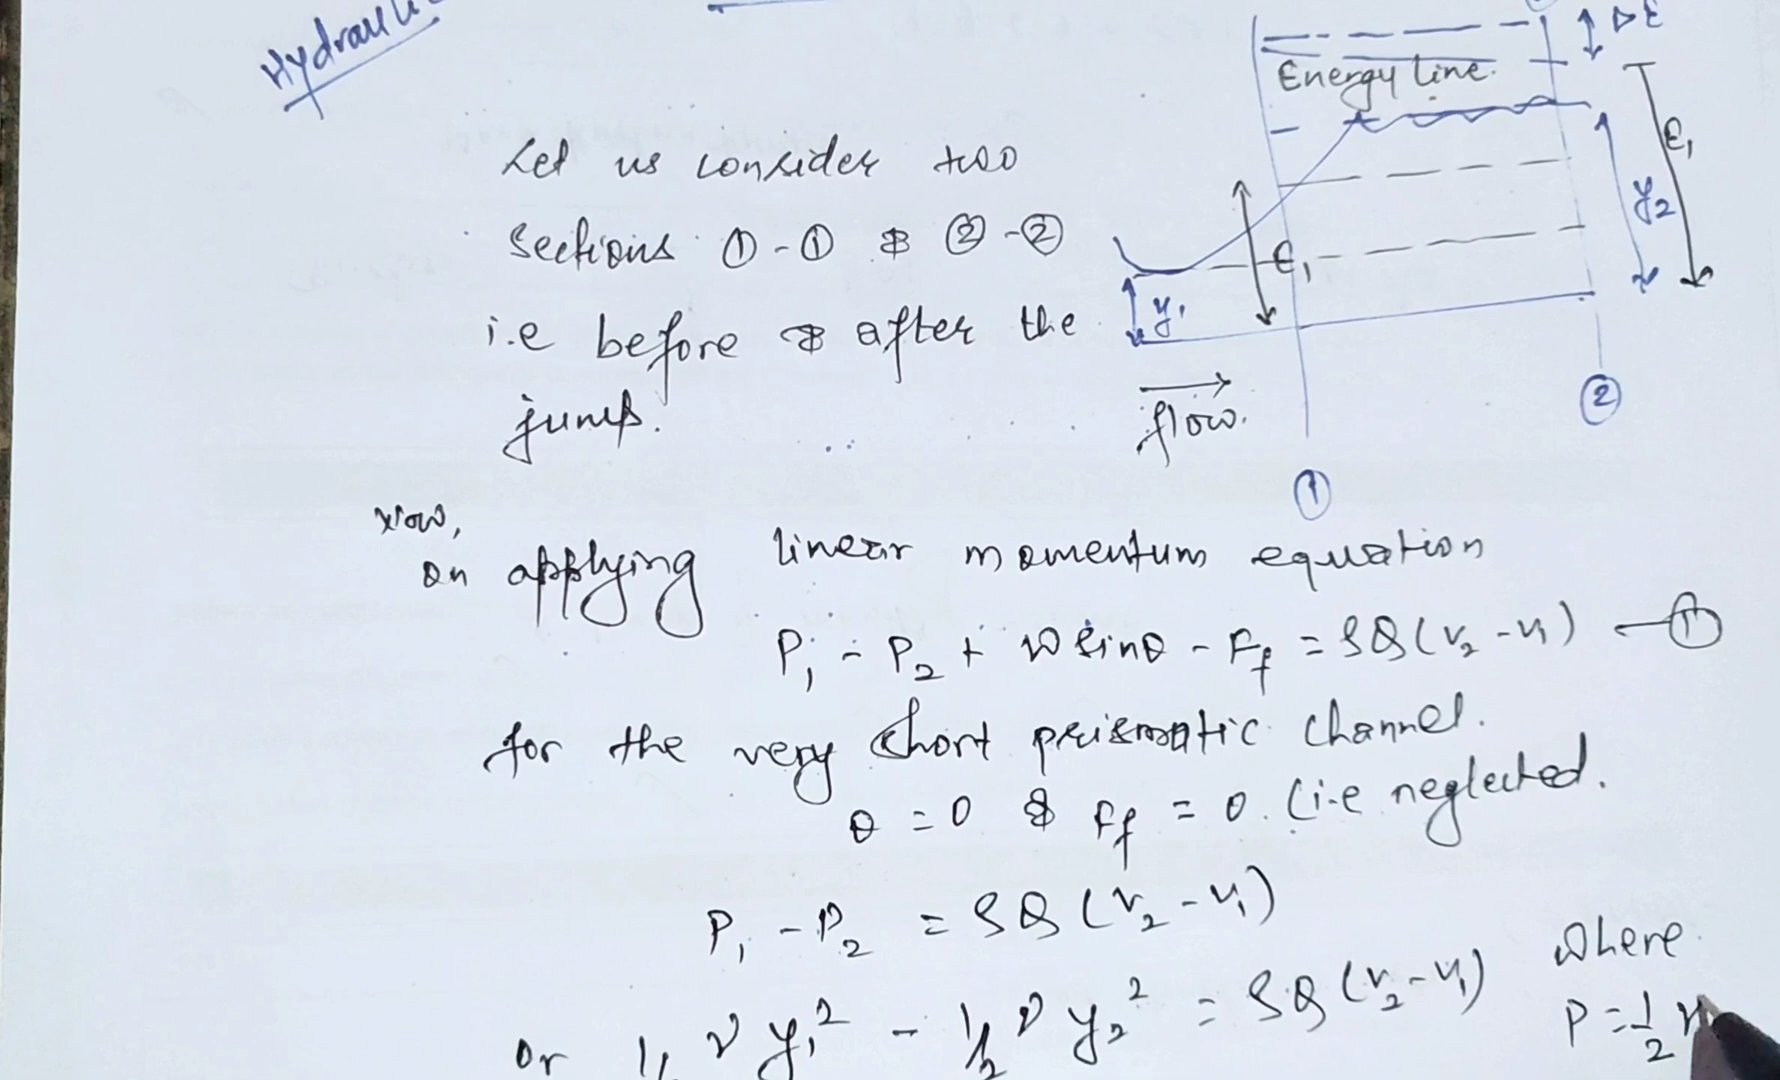 Hydrauli
ΔE
Energy line.
E₁
y₂
E₁
y₁
flow.
②
①
Let us consider two
sections ①-① & ②-②
i.e before & after the
jump.
Now,
on applying linear momentum equation
P₁ - P₂ + W sinθ - Ff = ρQ(v₂ - v₁) — ①
for the very short prismatic channel.
θ = 0 & Ff = 0. (i.e neglected.
P₁ - P₂ = ρQ(v₂ - v₁)
where
or ½ γ y₁² - ½ γ y₂² = ρQ(v₂ - v₁)
P = ½ γ